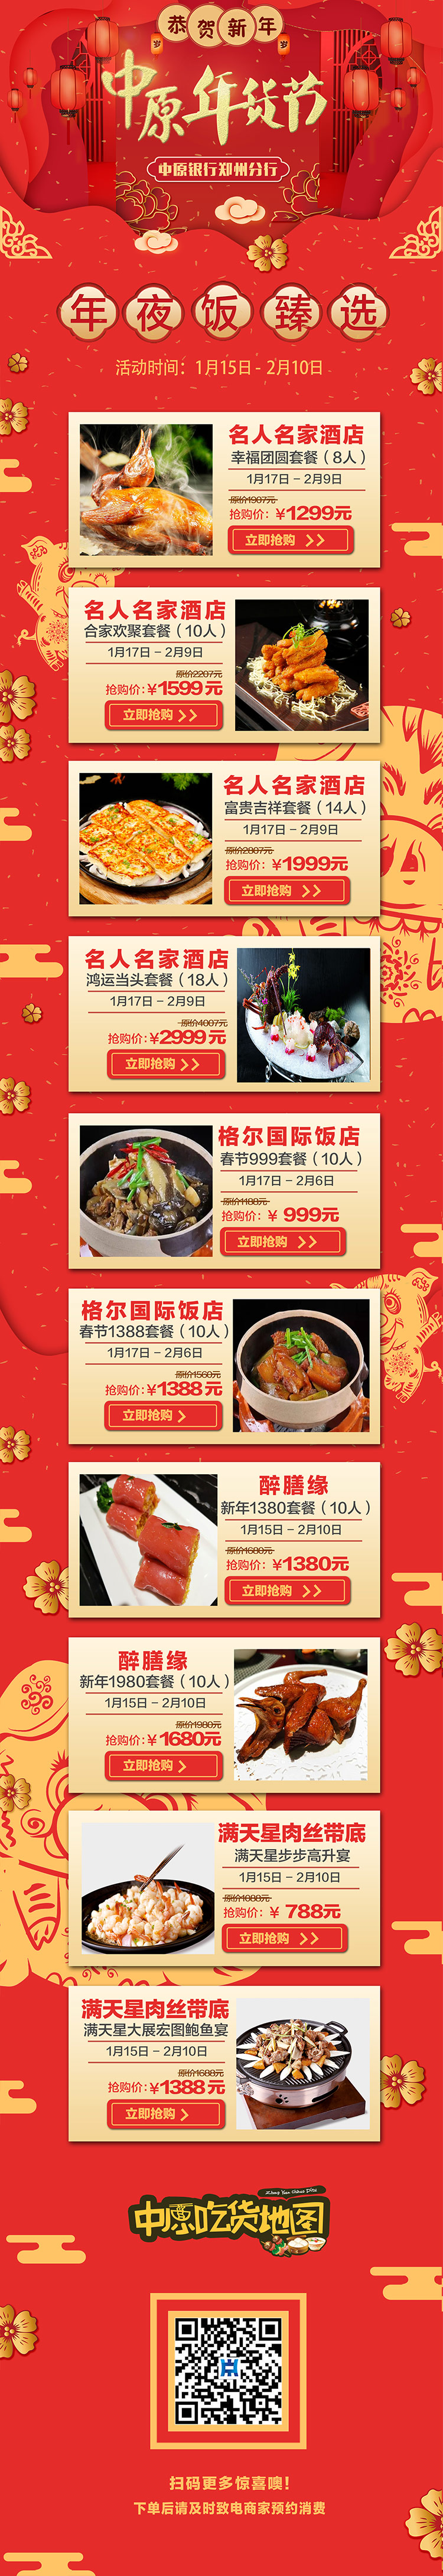 恭贺新年
岁
岁
中原年货节
中原银行郑州分行
年夜饭臻选
活动时间：1月15日 - 2月10日
名人名家酒店
幸福团圆套餐（8人）
1月17日 – 2月9日
原价1907元
抢购价：¥1299元
立即抢购
名人名家酒店
合家欢聚套餐（10人）
1月17日 – 2月9日
原价2207元
抢购价：¥1599元
立即抢购
名人名家酒店
富贵吉祥套餐（14人）
1月17日 – 2月9日
原价2807元
抢购价：¥1999元
立即抢购
名人名家酒店
鸿运当头套餐（18人）
1月17日 – 2月9日
原价4007元
抢购价：¥2999元
立即抢购
格尔国际饭店
春节999套餐（10人）
1月17日 – 2月6日
原价1188元
抢购价：¥ 999元
立即抢购
格尔国际饭店
春节1388套餐（10人）
1月17日 – 2月6日
原价1560元
抢购价：¥1388元
立即抢购
醉膳缘
新年1380套餐（10人）
1月15日 – 2月10日
原价1680元
抢购价：¥1380元
立即抢购
醉膳缘
新年1980套餐（10人）
1月15日 – 2月10日
原价1980元
抢购价：¥1680元
立即抢购
满天星肉丝带底
满天星步步高升宴
1月15日 – 2月10日
原价1088元
抢购价：¥ 788元
立即抢购
满天星肉丝带底
满天星大展宏图鲍鱼宴
1月15日 – 2月10日
原价1688元
抢购价：¥1388元
立即抢购
中原吃货地图
扫码更多惊喜噢！
下单后请及时致电商家预约消费